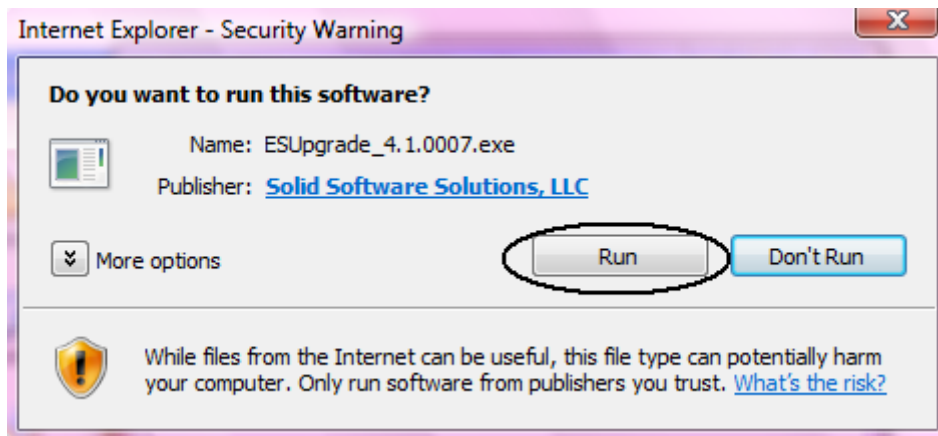 Internet Explorer - Security Warning
X
Do you want to run this software?
Name: ESUpgrade_4.1.0007.exe
Publisher: Solid Software Solutions, LLC
More options
Run
Don't Run
While files from the Internet can be useful, this file type can potentially harm
your computer. Only run software from publishers you trust. What's the risk?